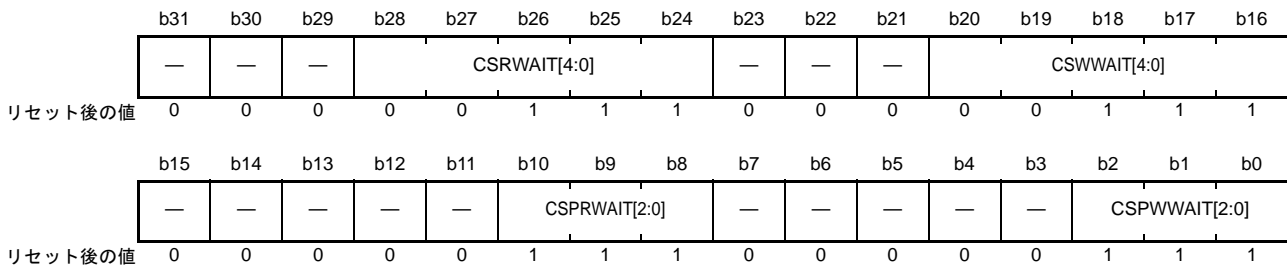 b31 b30 b29 b28 b27 b26 b25 b24 b23 b22 b21 b20 b19 b18 b17 b16
— — — CSRWAIT[4:0] — — — CSWWAIT[4:0]
リセット後の値 0 0 0 0 0 1 1 1 0 0 0 0 0 1 1 1
b15 b14 b13 b12 b11 b10 b9 b8 b7 b6 b5 b4 b3 b2 b1 b0
— — — — — CSPRWAIT[2:0] — — — — — CSPWWAIT[2:0]
リセット後の値 0 0 0 0 0 1 1 1 0 0 0 0 0 1 1 1